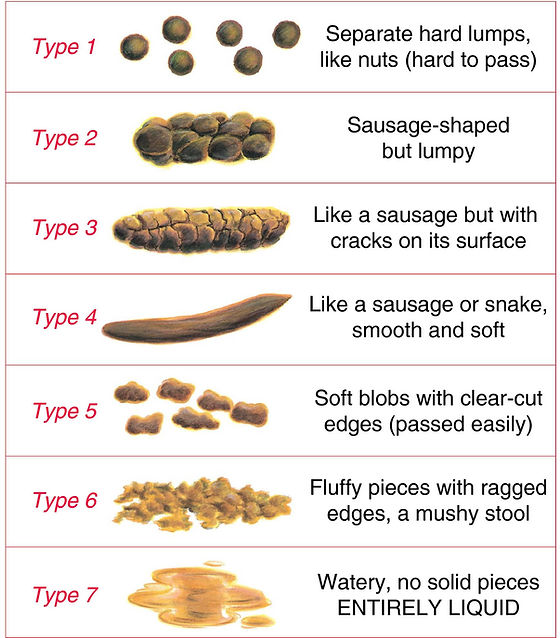 Type 1
Separate hard lumps,
like nuts (hard to pass)
Type 2
Sausage-shaped
but lumpy
Type 3
Like a sausage but with
cracks on its surface
Type 4
Like a sausage or snake,
smooth and soft
Type 5
Soft blobs with clear-cut
edges (passed easily)
Type 6
Fluffy pieces with ragged
edges, a mushy stool
Type 7
Watery, no solid pieces
ENTIRELY LIQUID